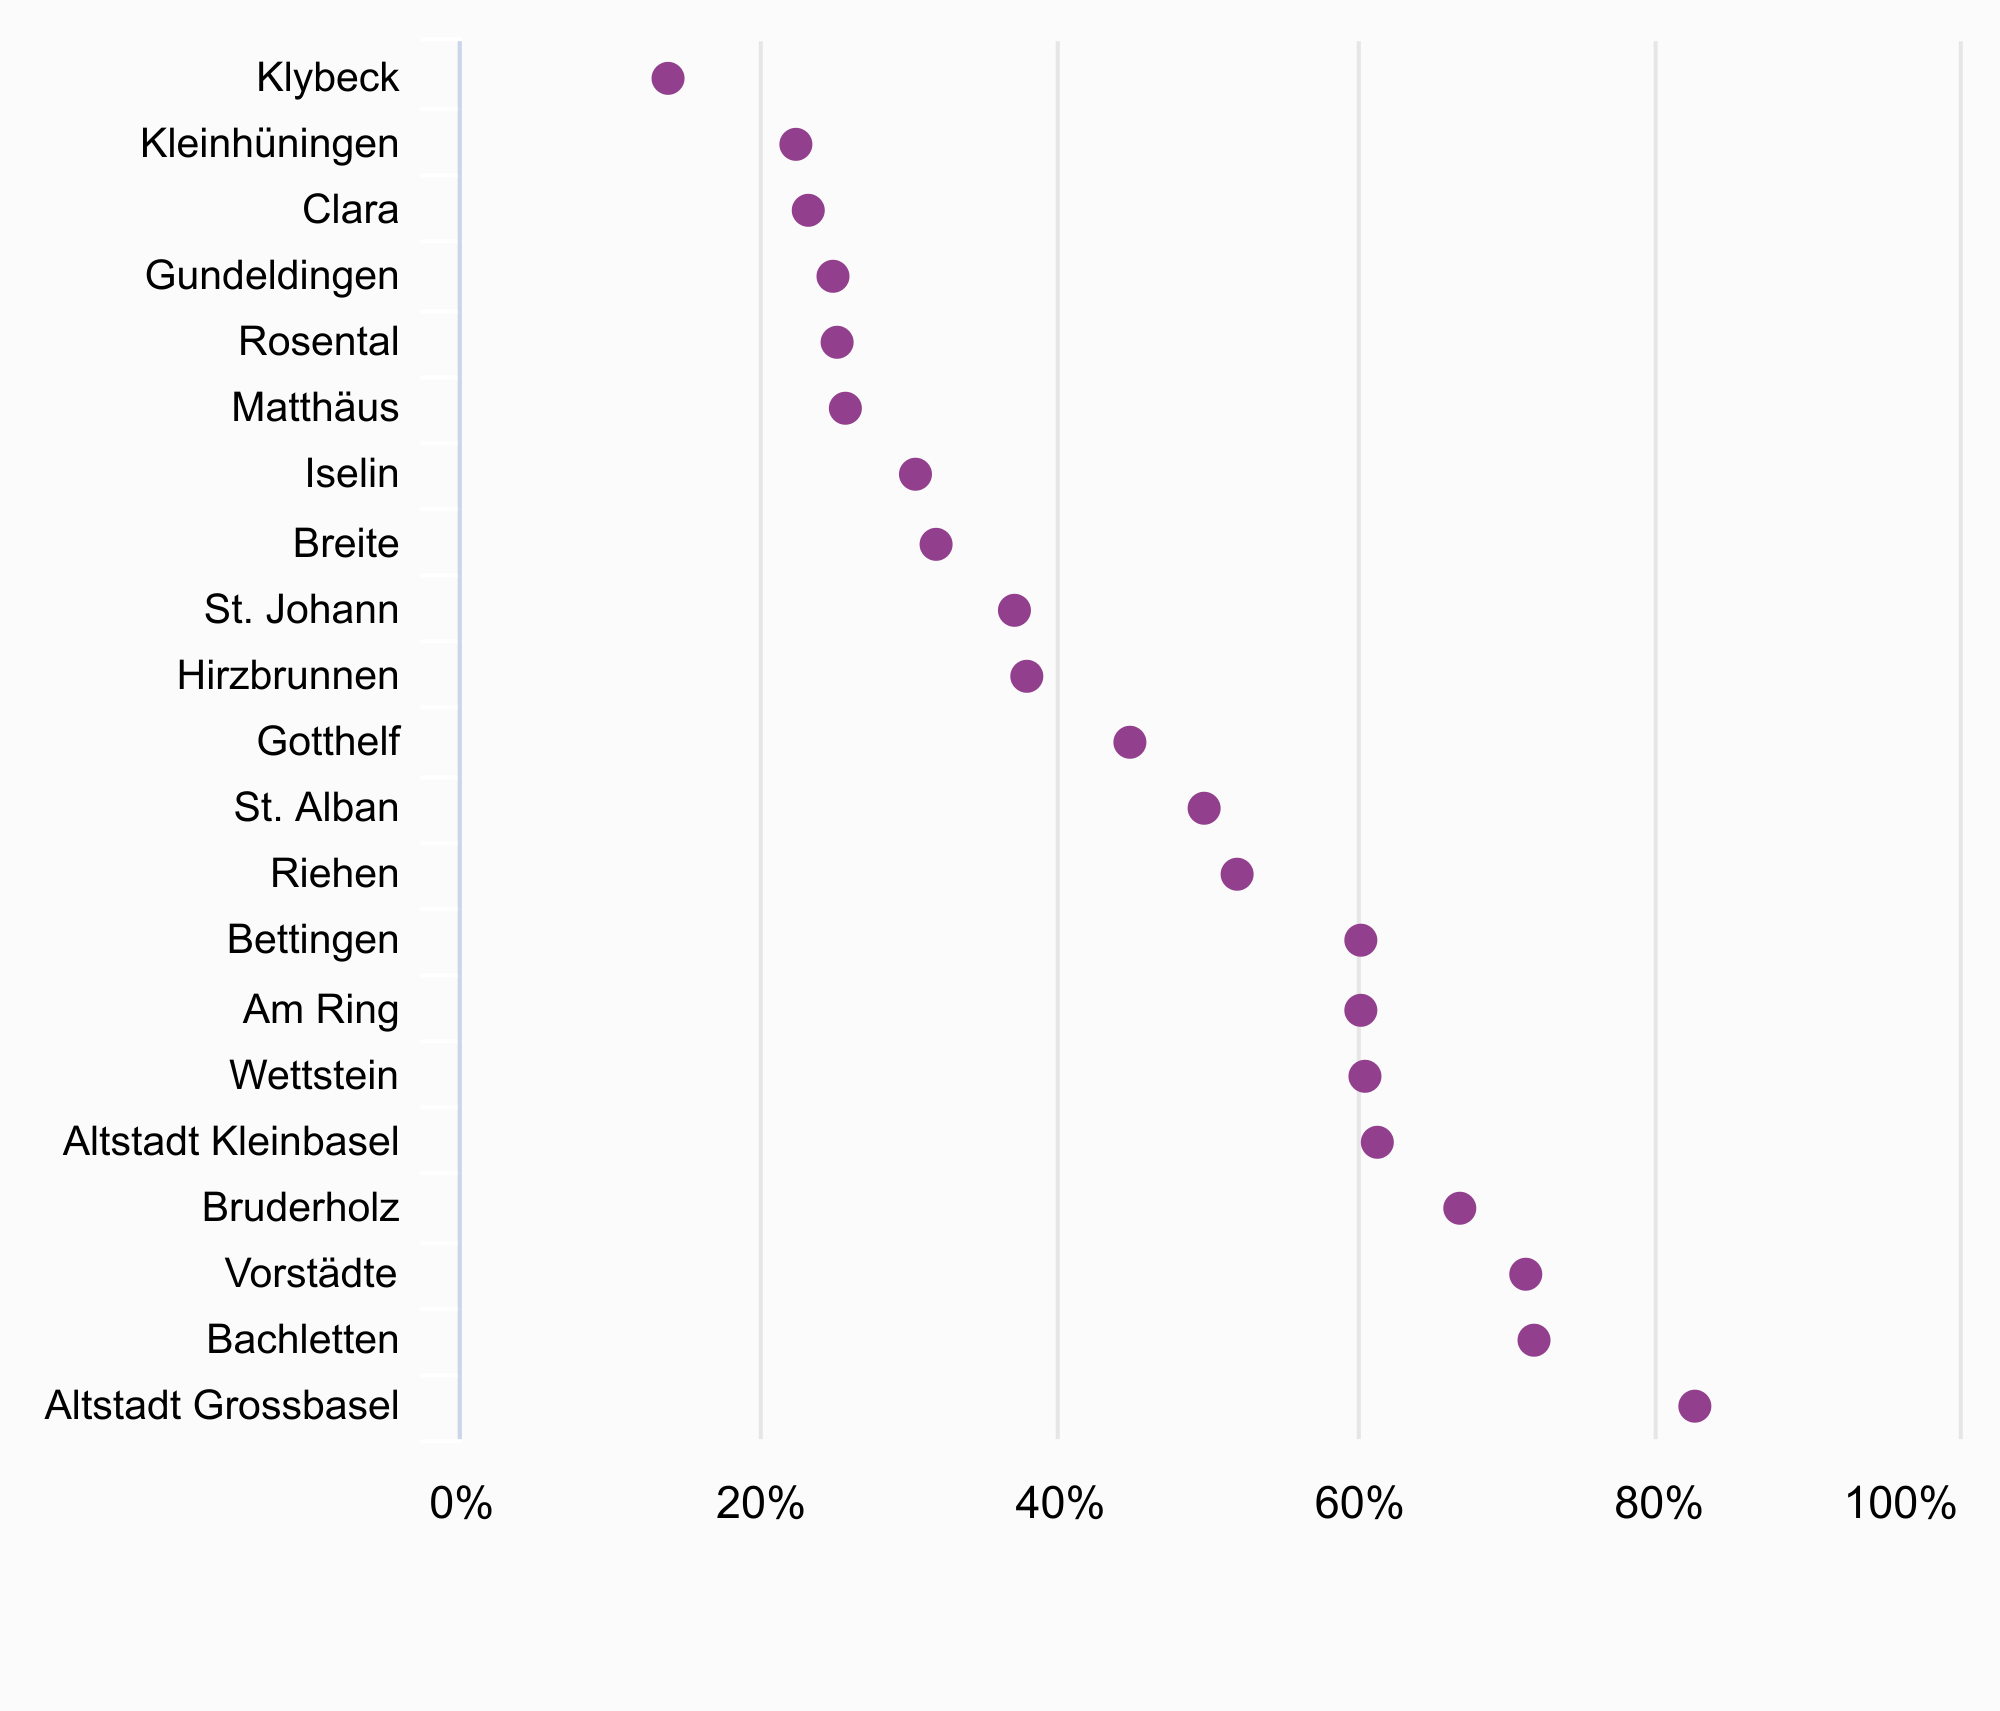 Klybeck
Kleinhüningen
Clara
Gundeldingen
Rosental
Matthäus
Iselin
Breite
St. Johann
Hirzbrunnen
Gotthelf
St. Alban
Riehen
Bettingen
Am Ring
Wettstein
Altstadt Kleinbasel
Bruderholz
Vorstädte
Bachletten
Altstadt Grossbasel
0% 20% 40% 60% 80% 100%